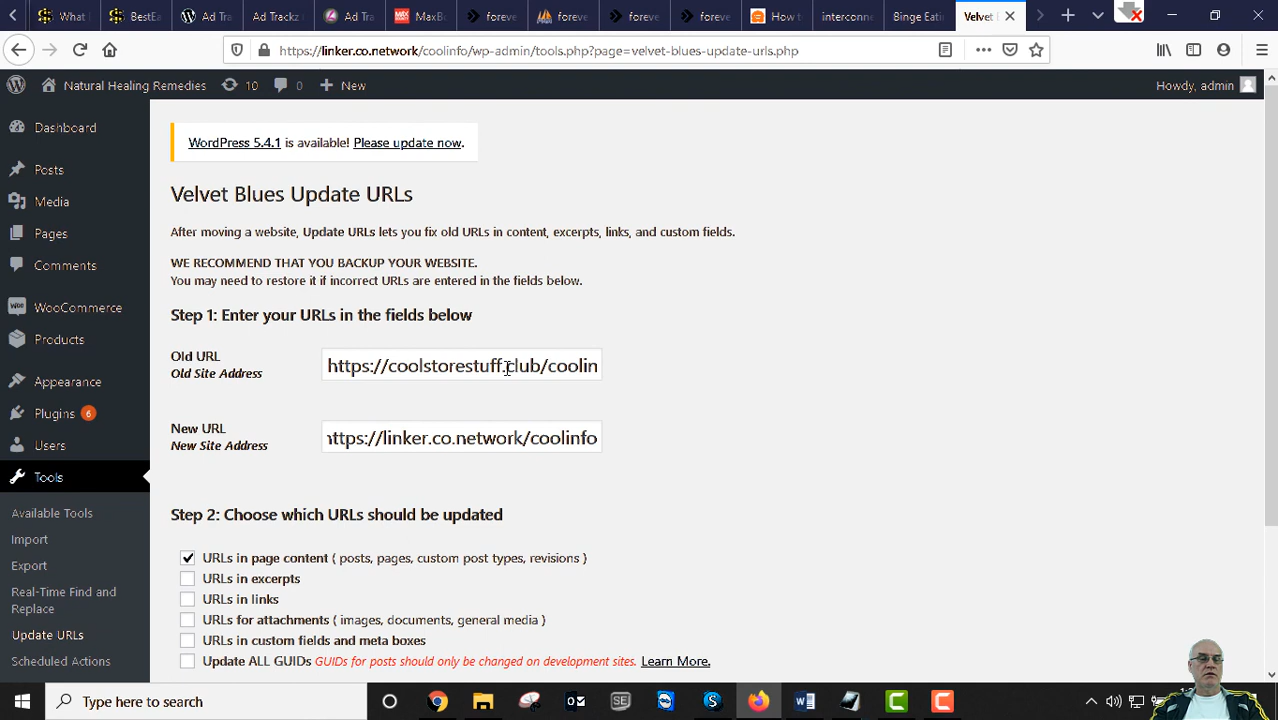 What I
BestEa
Ad Tra
Ad Trackz
Ad Tra
MaxBo
foreve
foreve
foreve
foreve
How t
interconne
Binge Eati
Velvet B
https://linker.co.network/coolinfo/wp-admin/tools.php?page=velvet-blues-update-urls.php
Natural Healing Remedies
10
0
New
Howdy, admin
Dashboard
Posts
Media
Pages
Comments
WooCommerce
Products
Appearance
Plugins 6
Users
Tools
Available Tools
Import
Export
Real-Time Find and
Replace
Update URLs
Scheduled Actions
WordPress 5.4.1 is available! Please update now.
Velvet Blues Update URLs
After moving a website, Update URLs lets you fix old URLs in content, excerpts, links, and custom fields.
WE RECOMMEND THAT YOU BACKUP YOUR WEBSITE.
You may need to restore it if incorrect URLs are entered in the fields below.
Step 1: Enter your URLs in the fields below
Old URL
Old Site Address
https://coolstorestuff.club/coolin
New URL
New Site Address
https://linker.co.network/coolinfo
Step 2: Choose which URLs should be updated
URLs in page content ( posts, pages, custom post types, revisions )
URLs in excerpts
URLs in links
URLs for attachments ( images, documents, general media )
URLs in custom fields and meta boxes
Update ALL GUIDs GUIDs for posts should only be changed on development sites. Learn More.
Type here to search